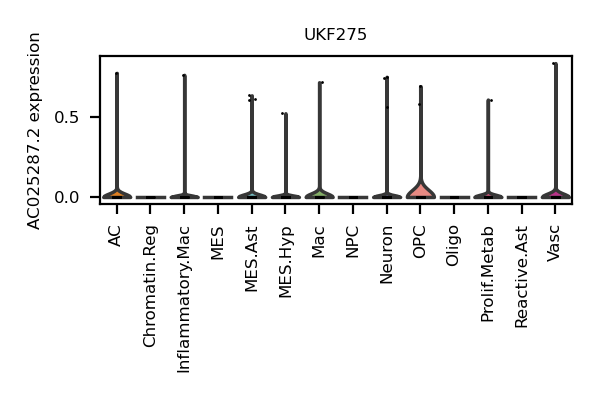 UKF275
AC025287.2 expression
0.5
0.0
AC
Chromatin.Reg
Inflammatory.Mac
MES
MES.Ast
MES.Hyp
Mac
NPC
Neuron
OPC
Oligo
Prolif.Metab
Reactive.Ast
Vasc